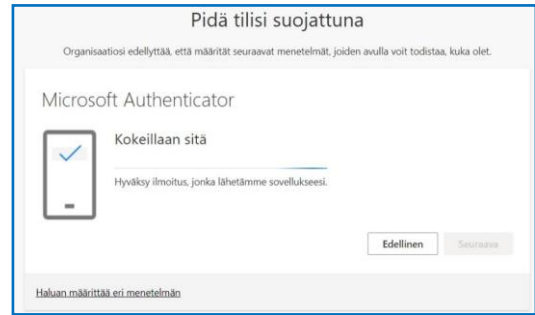 Pidä tilisi suojattuna
Organisaatiosi edellyttää, että määrität seuraavat menetelmät, joiden avulla voit todistaa, kuka olet.
Microsoft Authenticator
Kokeillaan sitä
Hyväksy ilmoitus, jonka lähetämme sovellukseesi.
Edellinen
Seuraava
Haluan määrittää eri menetelmän